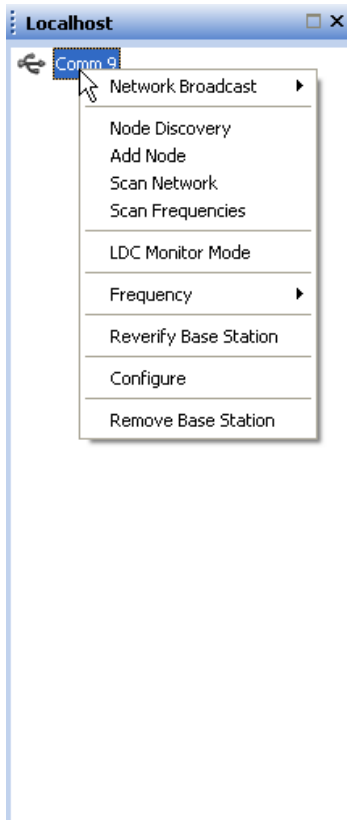 Localhost
Comm 9
Network Broadcast
Node Discovery
Add Node
Scan Network
Scan Frequencies
LDC Monitor Mode
Frequency
Reverify Base Station
Configure
Remove Base Station